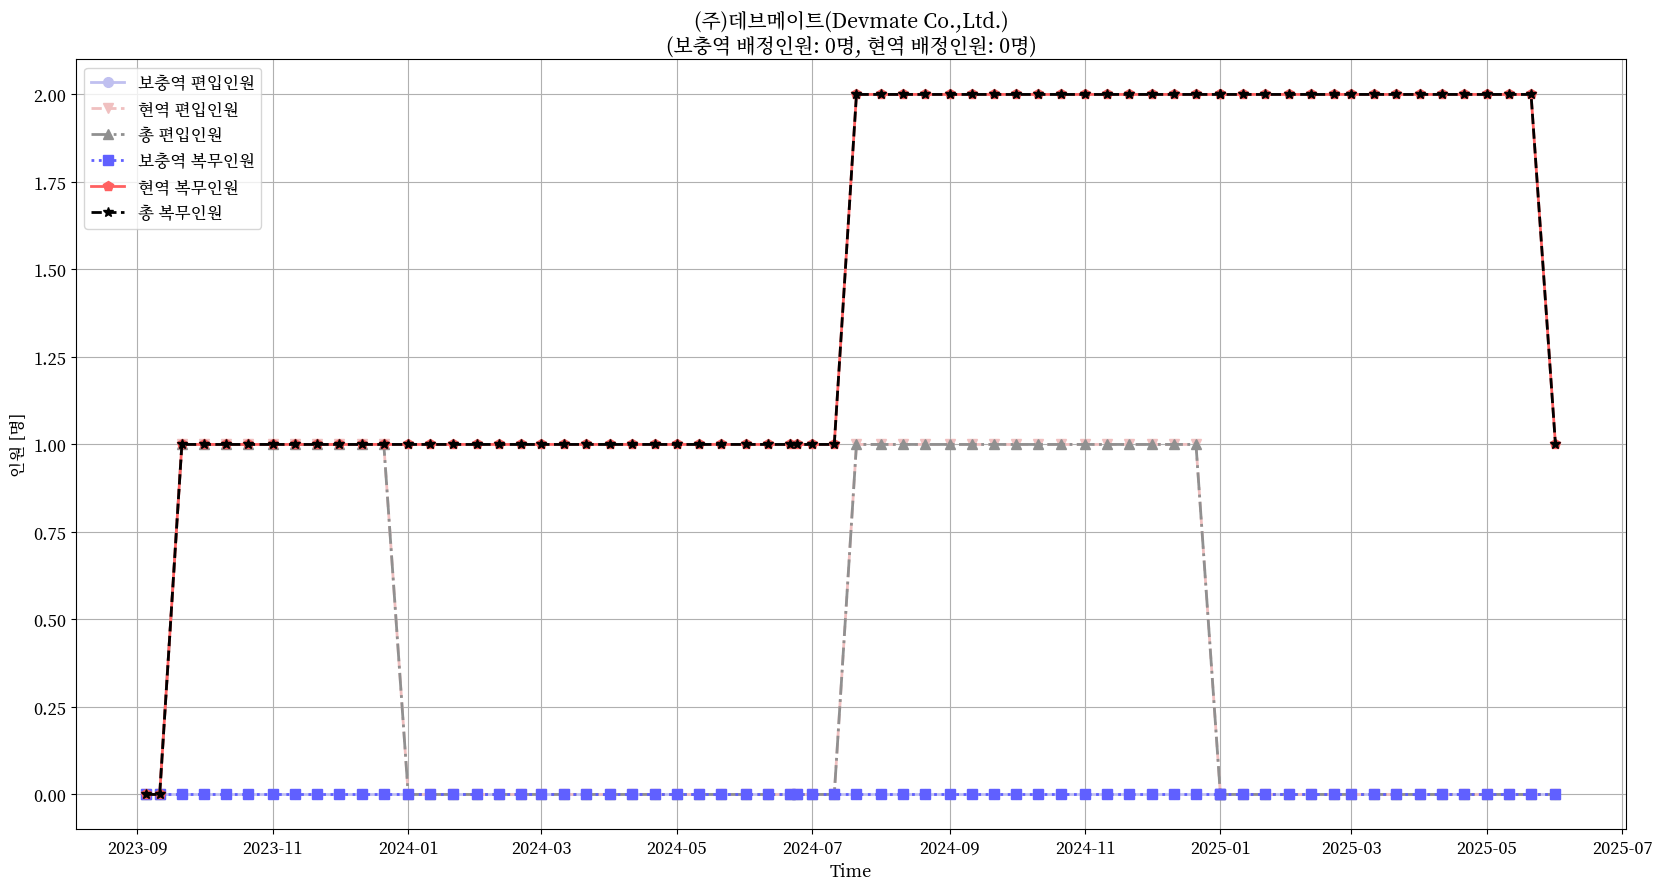 (주)데브메이트(Devmate Co.,Ltd.)
(보충역 배정인원: 0명, 현역 배정인원: 0명)
보충역 편입인원
현역 편입인원
총 편입인원
보충역 복무인원
현역 복무인원
총 복무인원
인원 [명]
2.00
1.75
1.50
1.25
1.00
0.75
0.50
0.25
0.00
2023-09 2023-11 2024-01 2024-03 2024-05 2024-07 2024-09 2024-11 2025-01 2025-03 2025-05 2025-07
Time